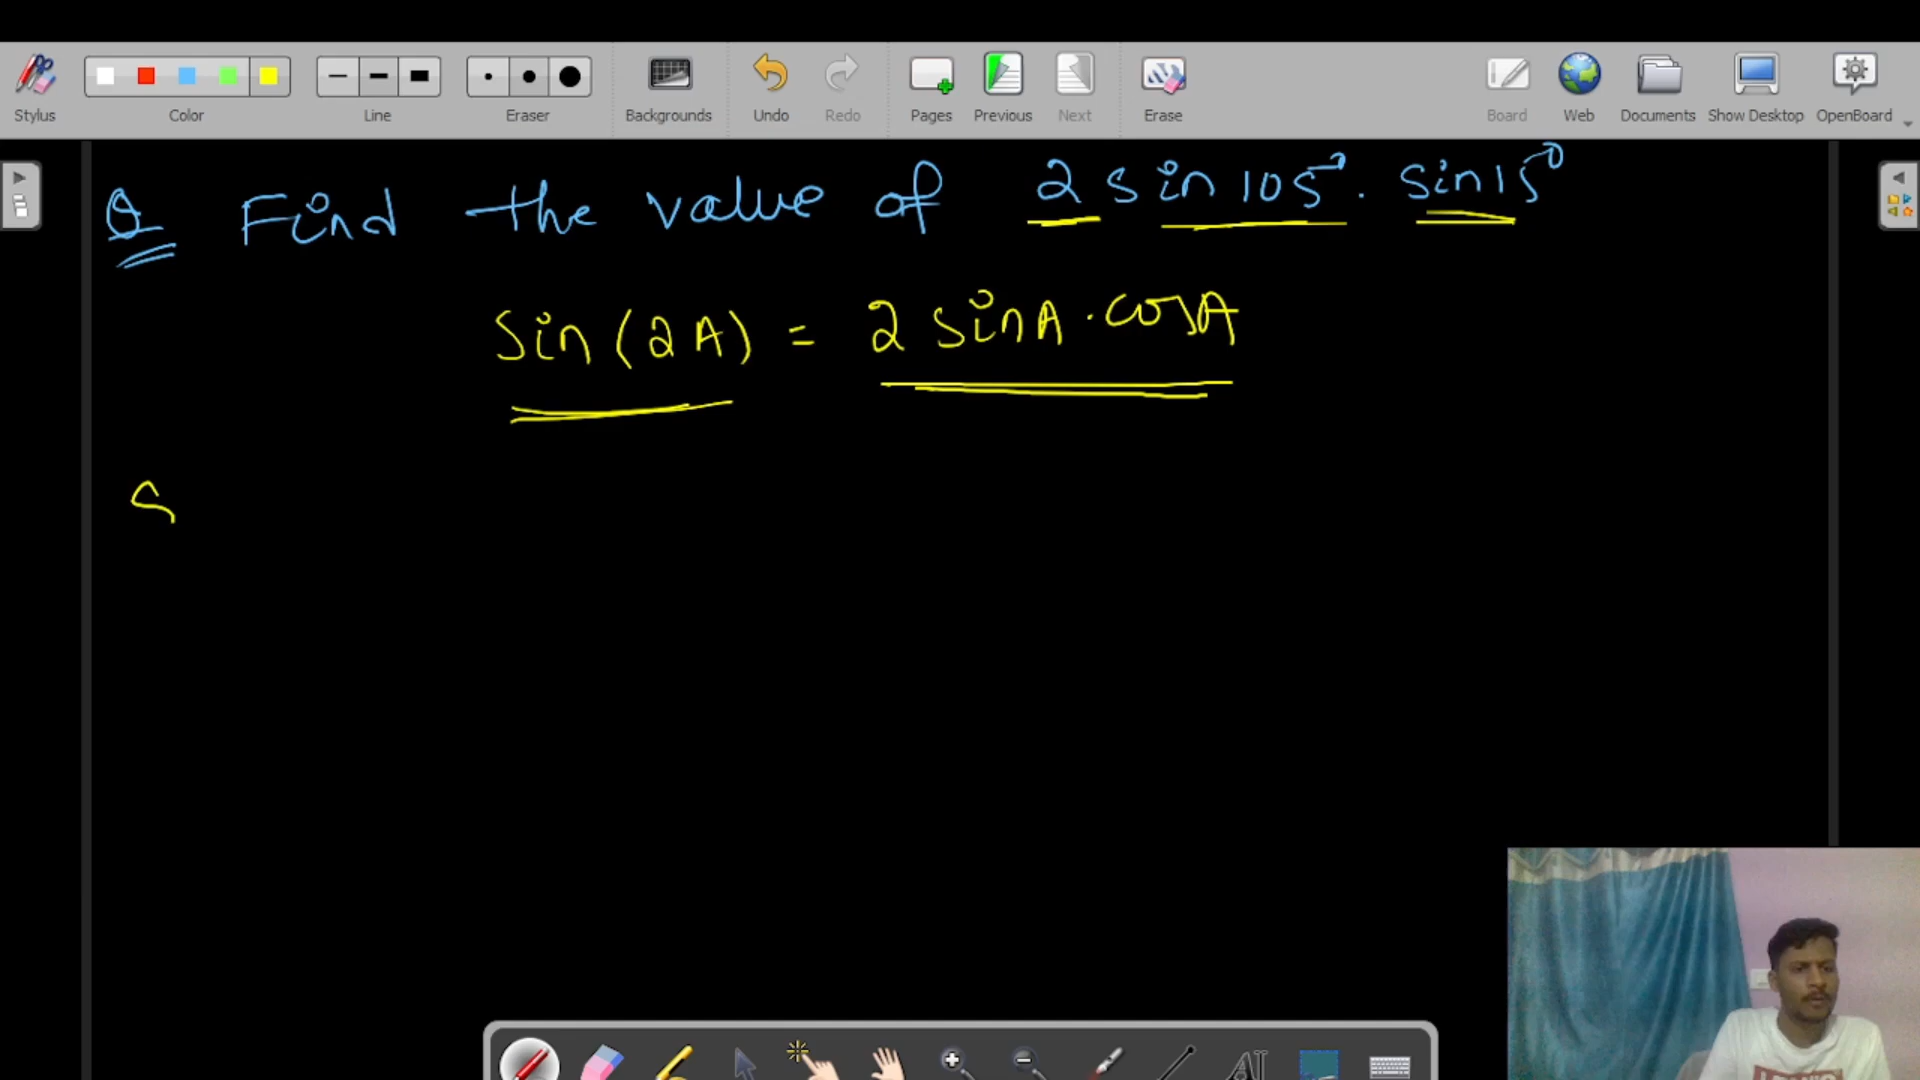 Stylus Color Line Eraser Backgrounds Undo Redo Pages Previous Next Erase Board Web Documents Show Desktop OpenBoard
Q Find the value of 2 sin 105°. sin15°
Sin(2A) = 2 sinA·cosA
S